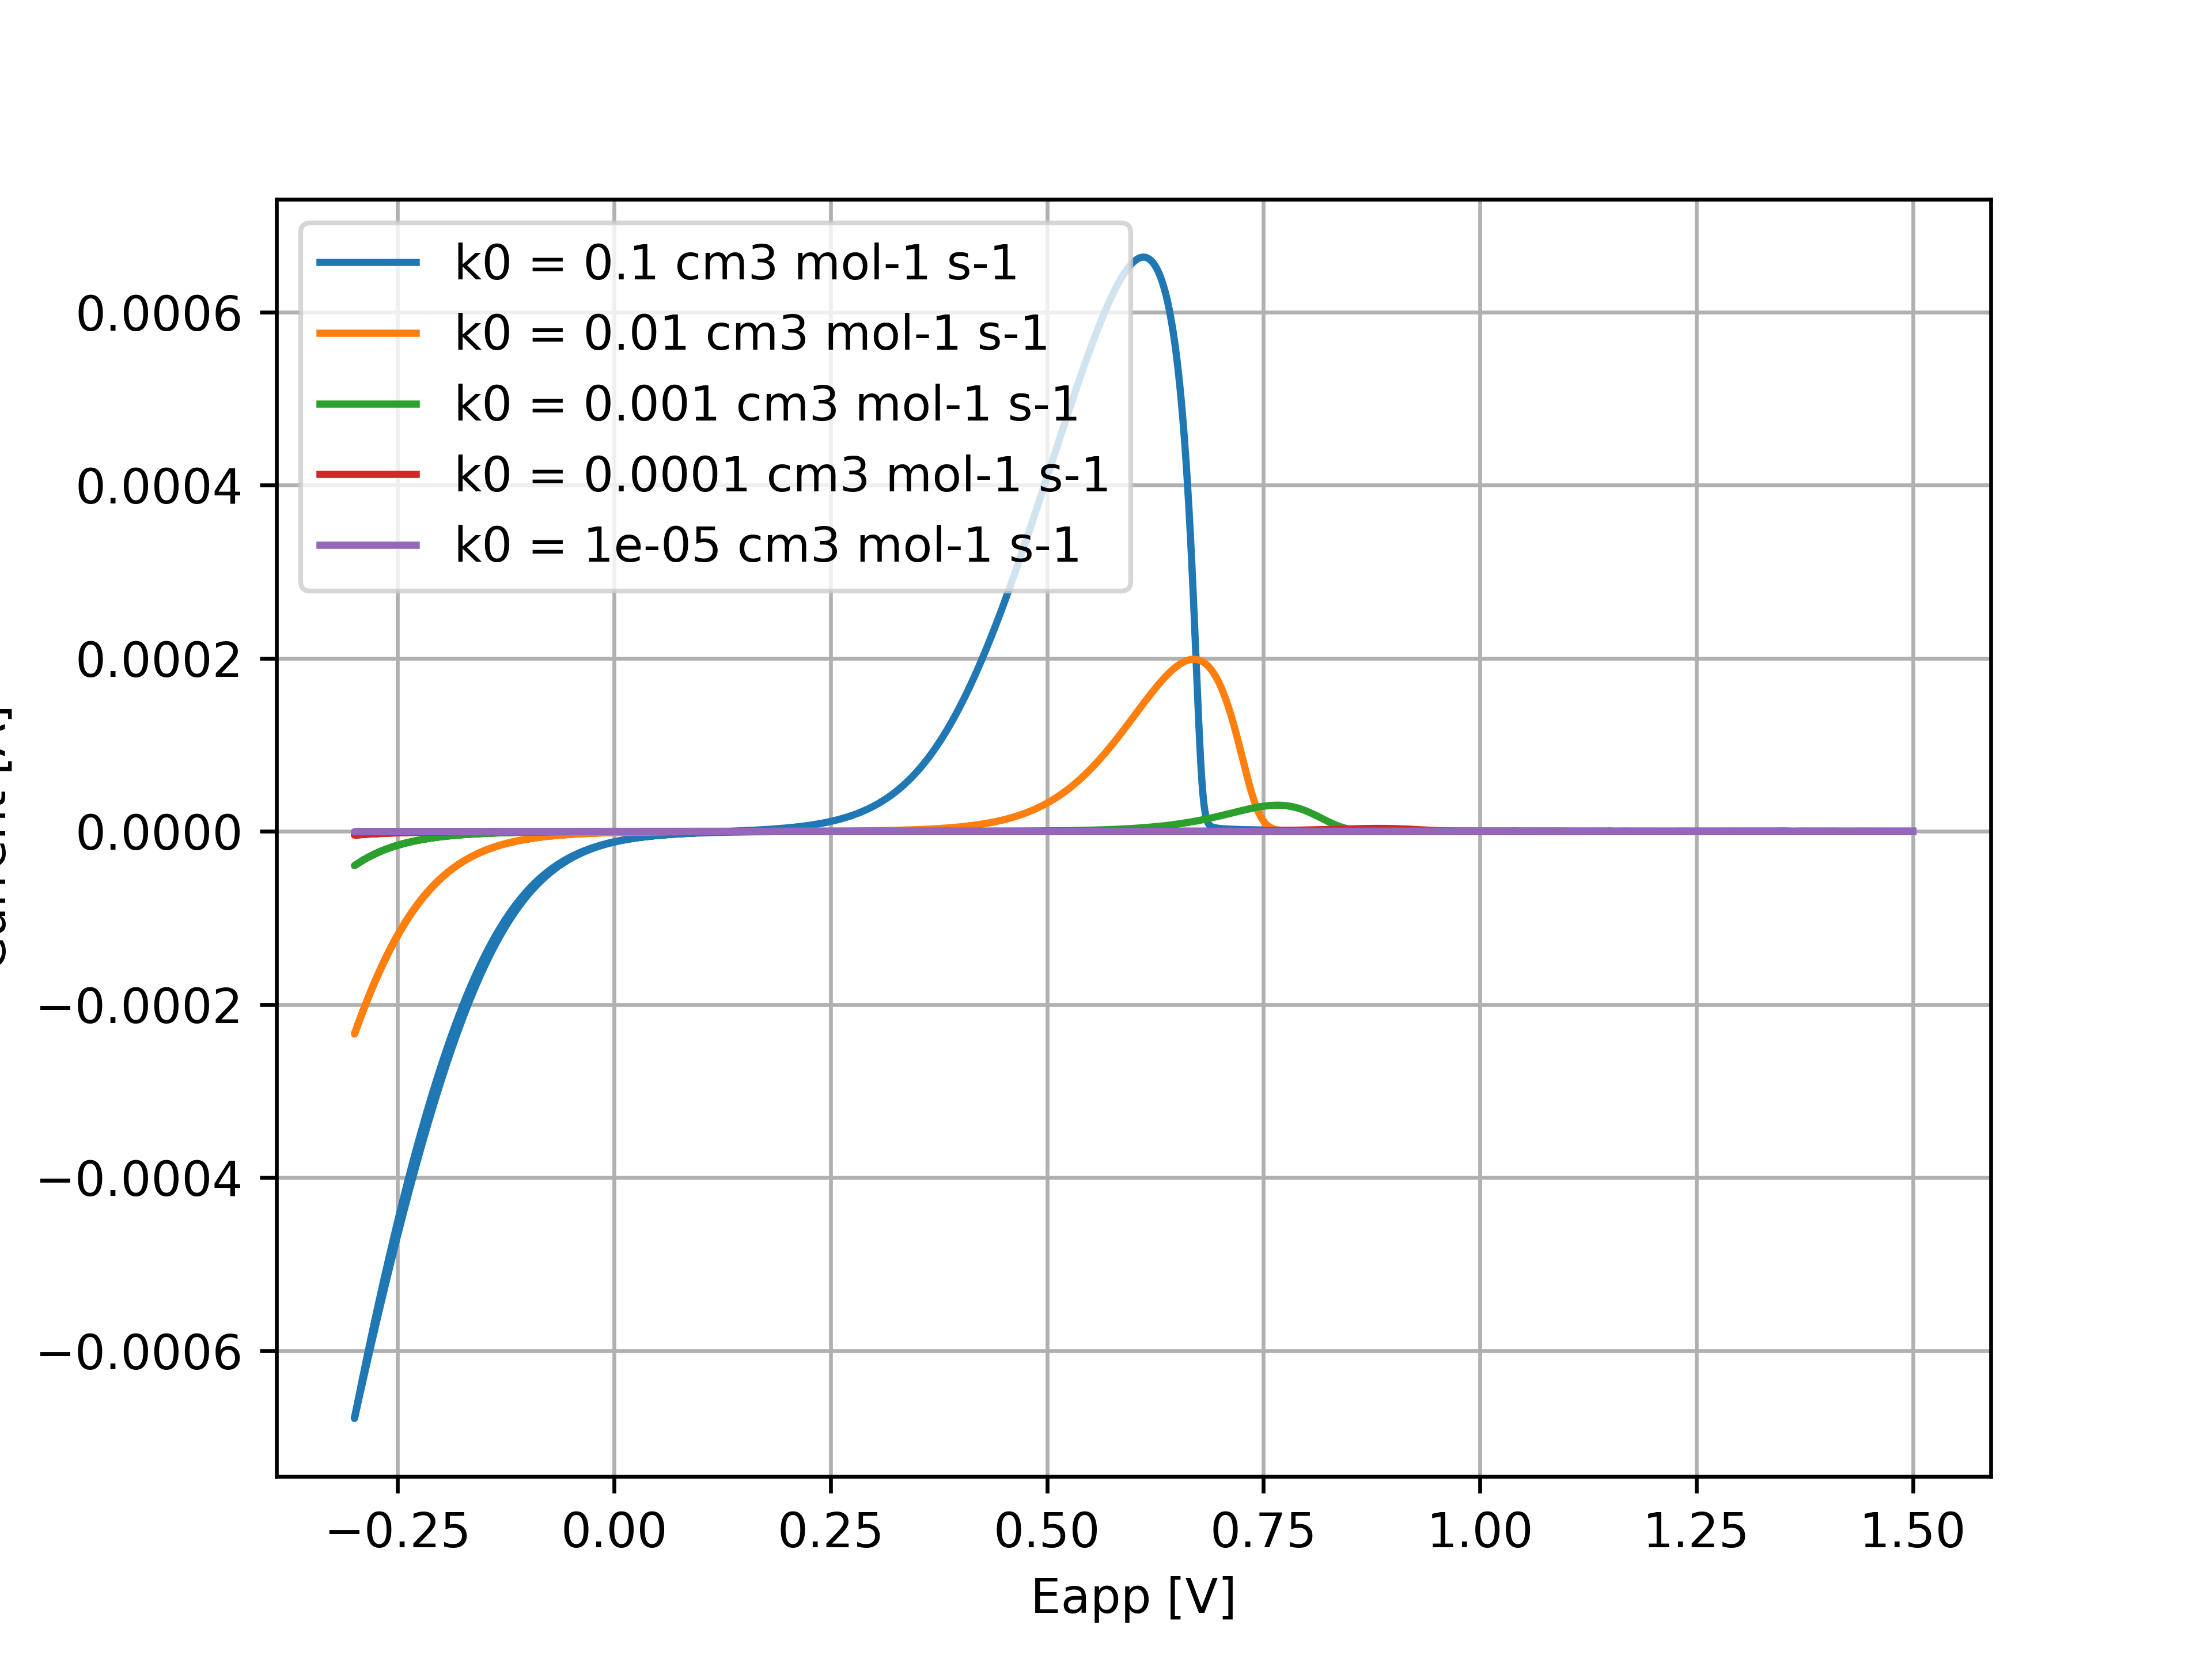 k0 = 0.1 cm3 mol-1 s-1
k0 = 0.01 cm3 mol-1 s-1
k0 = 0.001 cm3 mol-1 s-1
k0 = 0.0001 cm3 mol-1 s-1
k0 = 1e-05 cm3 mol-1 s-1
0.0006
0.0004
0.0002
0.0000
−0.0002
−0.0004
−0.0006
−0.25 0.00 0.25 0.50 0.75 1.00 1.25 1.50
Eapp [V]